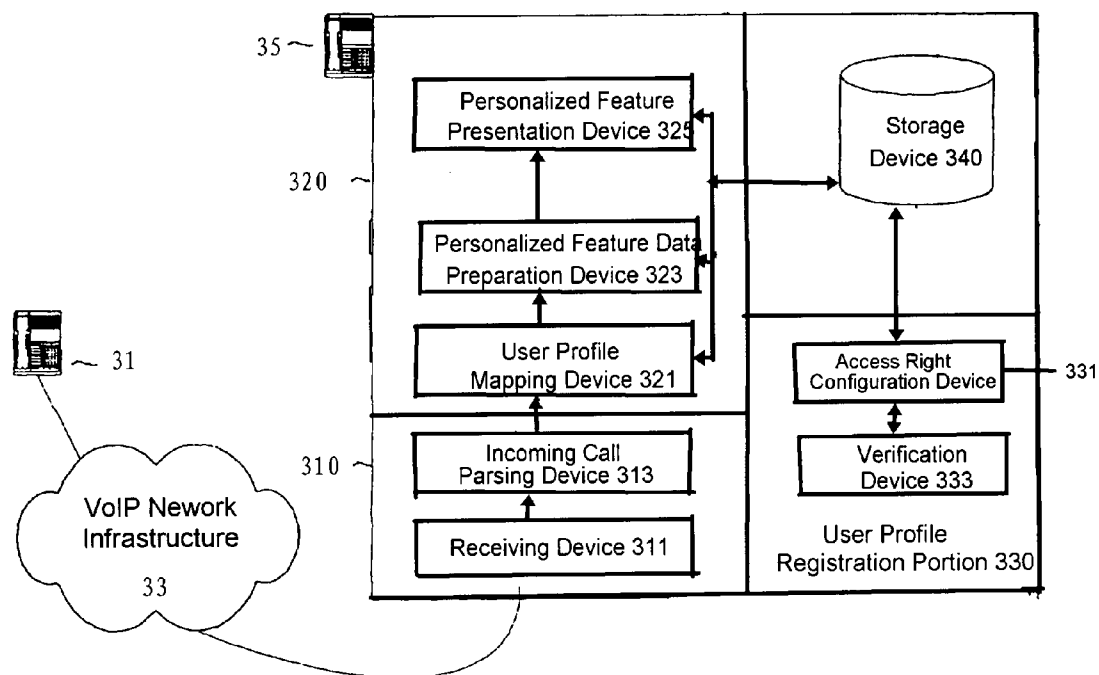 35
Personalized Feature
Presentation Device 325
Storage
Device 340
320
Personalized Feature Data
Preparation Device 323
31
User Profile
Mapping Device 321
Access Right
Configuration Device
331
310
Incoming Call
Parsing Device 313
Verification
Device 333
VoIP Nework
Infrastructure
33
Receiving Device 311
User Profile
Registration Portion 330